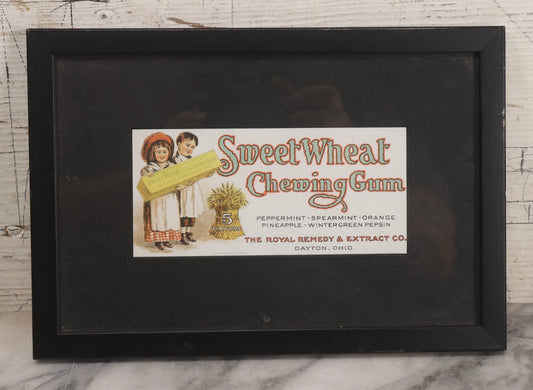 Sweet Wheat
Chewing Gum
5
PEPPERMINT - SPEARMINT - ORANGE
PINEAPPLE - WINTERGREEN PEPSIN
THE ROYAL REMEDY & EXTRACT CO.
DAYTON, OHIO.